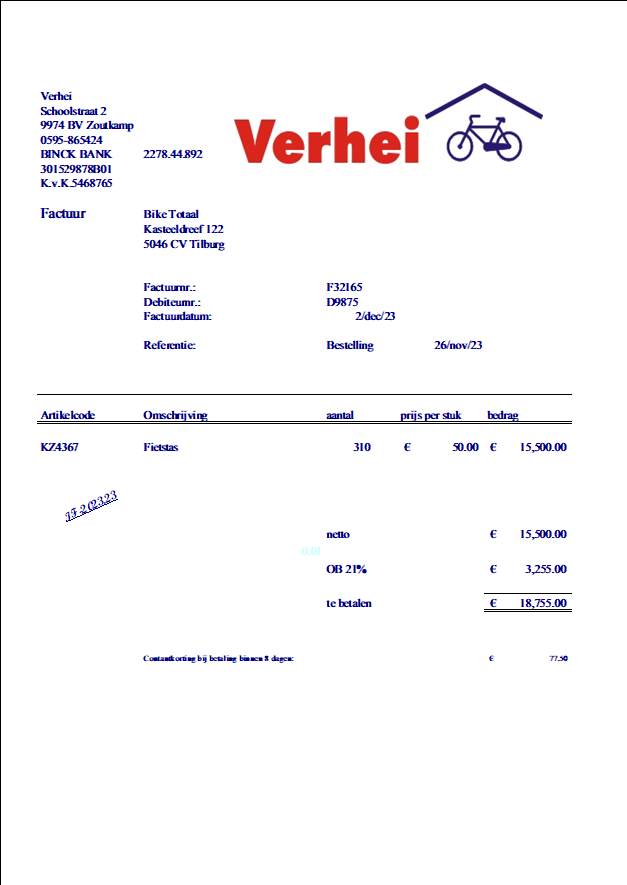 Verhei
Schoolstraat 2
9974 BV Zoutkamp
0595-865424
BINCK BANK 2278.44.892
301529878B01
K.v.K.5468765
Verhei
Factuur Bike Totaal
Kasteeldreef 122
5046 CV Tilburg
Factuurnr.: F32165
Debiteurnr.: D9875
Factuurdatum: 2/dec/23
Referentie: Bestelling 26/nov/23
Artikelcode Omschrijving aantal prijs per stuk bedrag
KZ4367 Fietstas 310 € 50.00 € 15,500.00
netto € 15,500.00
0.01
OB 21% € 3,255.00
te betalen € 18,755.00
Contantkorting bij betaling binnen 8 dagen: € 77.50